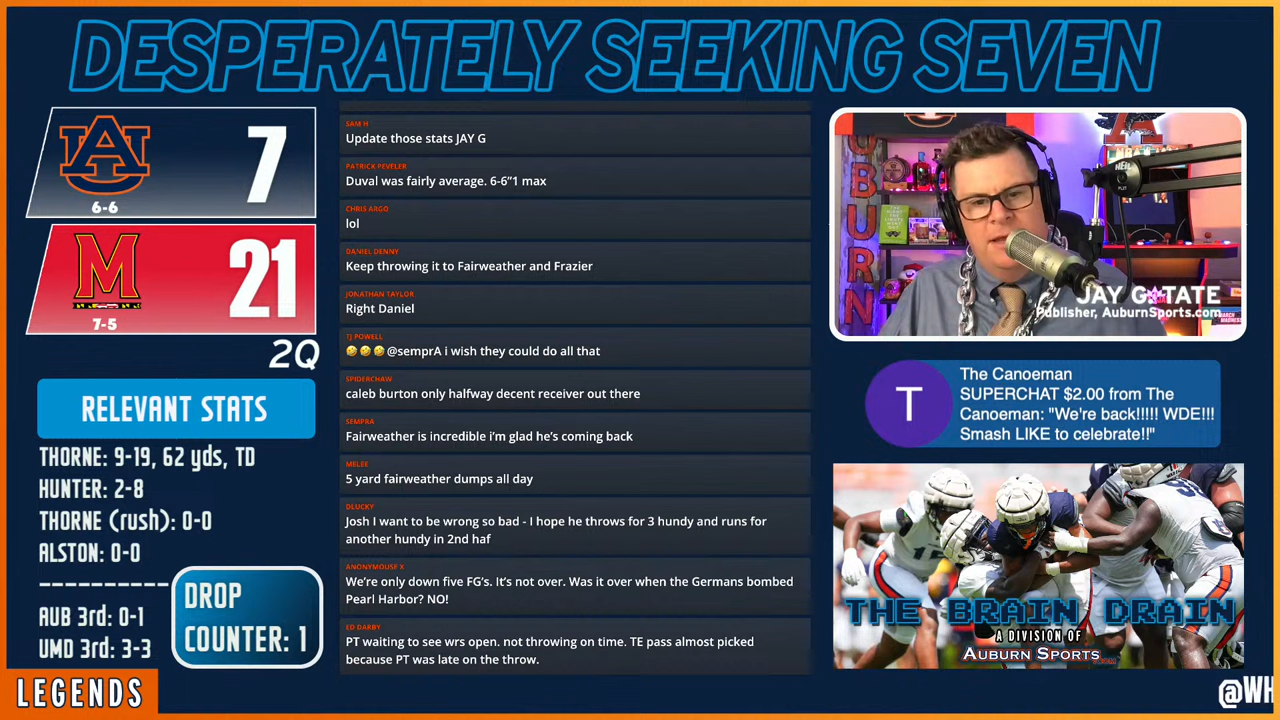 DESPERATELY SEEKING SEVEN
7
6-6
21
7-5
2Q
RELEVANT STATS
THORNE: 9-19, 62 yds, TD
HUNTER: 2-8
THORNE (rush): 0-0
ALSTON: 0-0
AUB 3rd: 0-1
UMD 3rd: 3-3
DROP
COUNTER: 1
LEGENDS
SAM H
Update those stats JAY G
PATRICK FEVELER
Duval was fairly average. 6-6"1 max
CHRIS ARGO
lol
DANIEL DENNY
Keep throwing it to Fairweather and Frazier
JONATHAN TAYLOR
Right Daniel
TJ POWELL
🤣 🤣 🤣 @semprA i wish they could do all that
SPIDERCHAW
caleb burton only halfway decent receiver out there
SEMPRA
Fairweather is incredible i'm glad he's coming back
MELEE
5 yard fairweather dumps all day
DLUCKY
Josh I want to be wrong so bad - I hope he throws for 3 hundy and runs for
another hundy in 2nd haf
ANONYMOUSE X
We're only down five FG's. It's not over. Was it over when the Germans bombed
Pearl Harbor? NO!
ED DARBY
PT waiting to see wrs open. not throwing on time. TE pass almost picked
because PT was late on the throw.
HEIL
JAY G. TATE
Publisher, AuburnSports.com
T
The Canoeman
SUPERCHAT $2.00 from The
Canoeman: "We're back!!!!! WDE!!!
Smash LIKE to celebrate!!"
THE BRAIN DRAIN
A DIVISION OF
AUBURN SPORTS
@WH